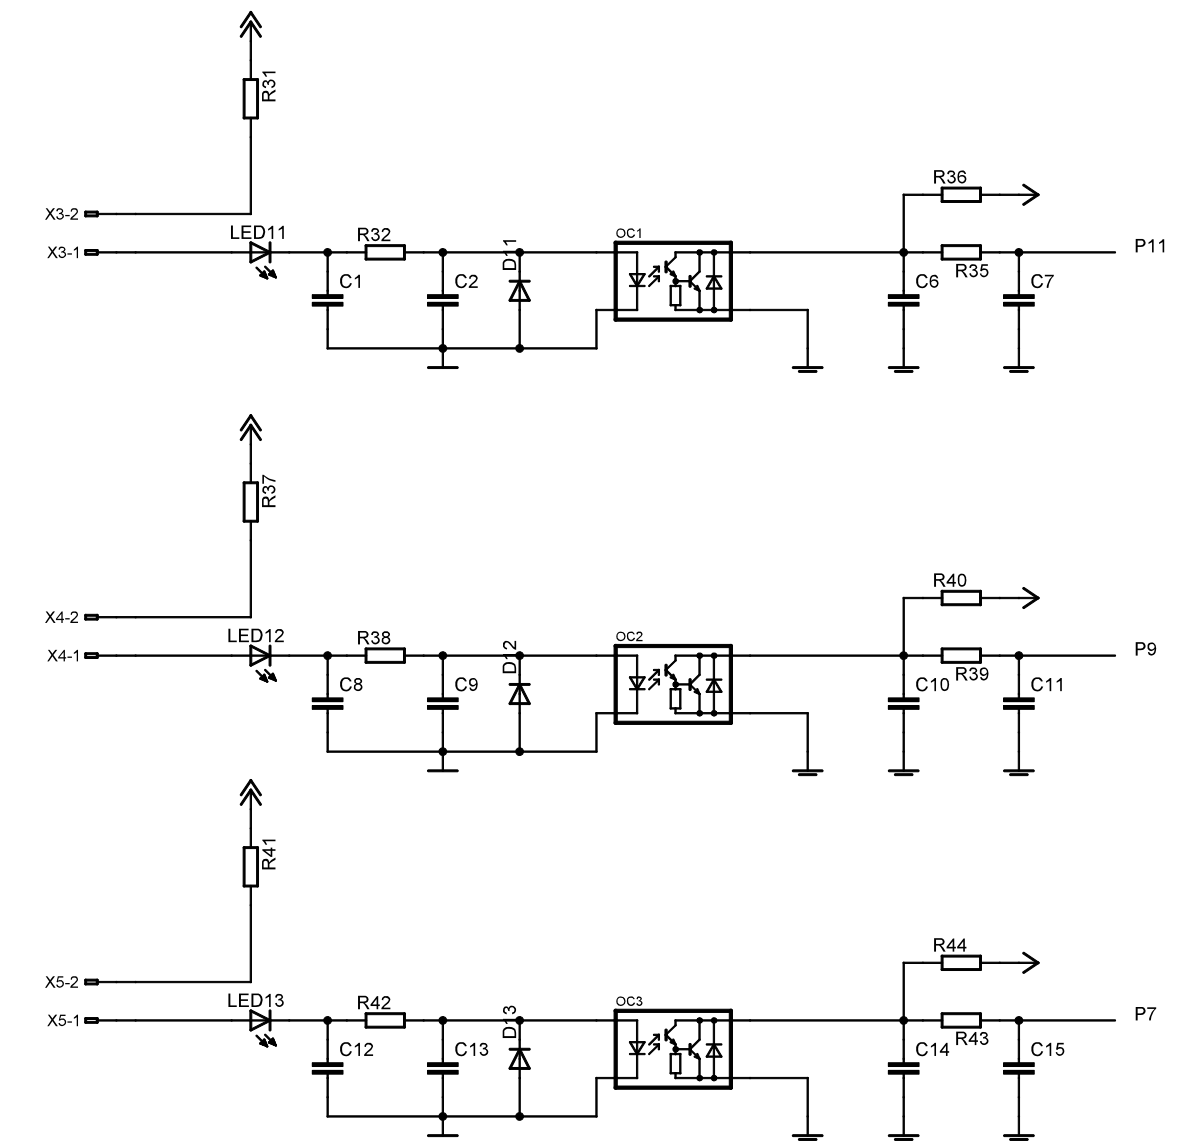 R31
R36
X3-2
LED11
R32
D11
OC1
P11
X3-1
R35
C1
C2
C6
C7
R37
R40
X4-2
LED12
R38
D12
OC2
P9
X4-1
R39
C8
C9
C10
C11
R41
R44
X5-2
LED13
R42
D13
OC3
P7
X5-1
R43
C12
C13
C14
C15